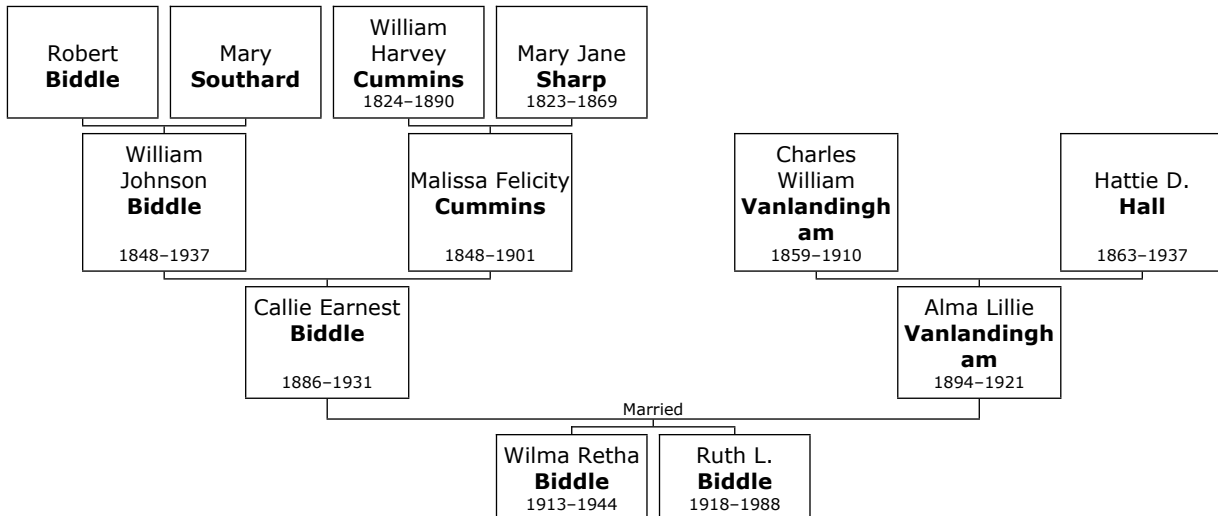 Robert
Biddle
Mary
Southard
William
Harvey
Cummins
1824–1890
Mary Jane
Sharp
1823–1869
William
Johnson
Biddle
1848–1937
Malissa Felicity
Cummins
1848–1901
Charles
William
Vanlandingh
am
1859–1910
Hattie D.
Hall
1863–1937
Callie Earnest
Biddle
1886–1931
Alma Lillie
Vanlandingh
am
1894–1921
Married
Wilma Retha
Biddle
1913–1944
Ruth L.
Biddle
1918–1988